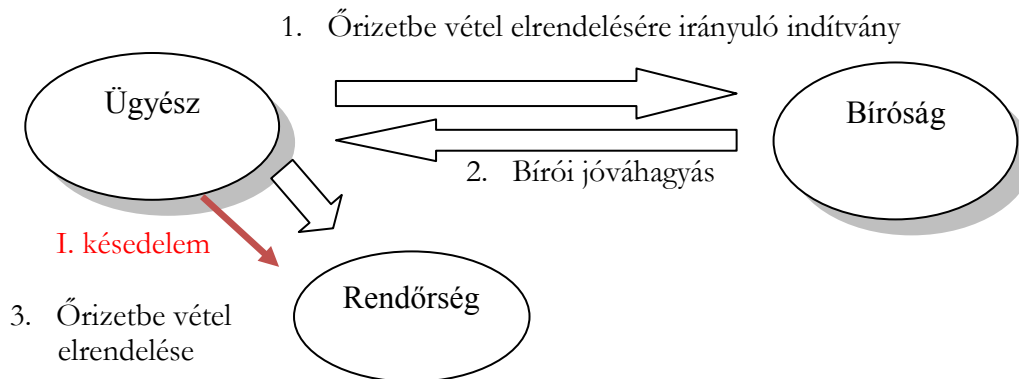 1. Őrizetbe vétel elrendelésére irányuló indítvány
Ügyész
Bíróság
2. Bírói jóváhagyás
I. késedelem
Rendőrség
3. Őrizetbe vétel
elrendelése